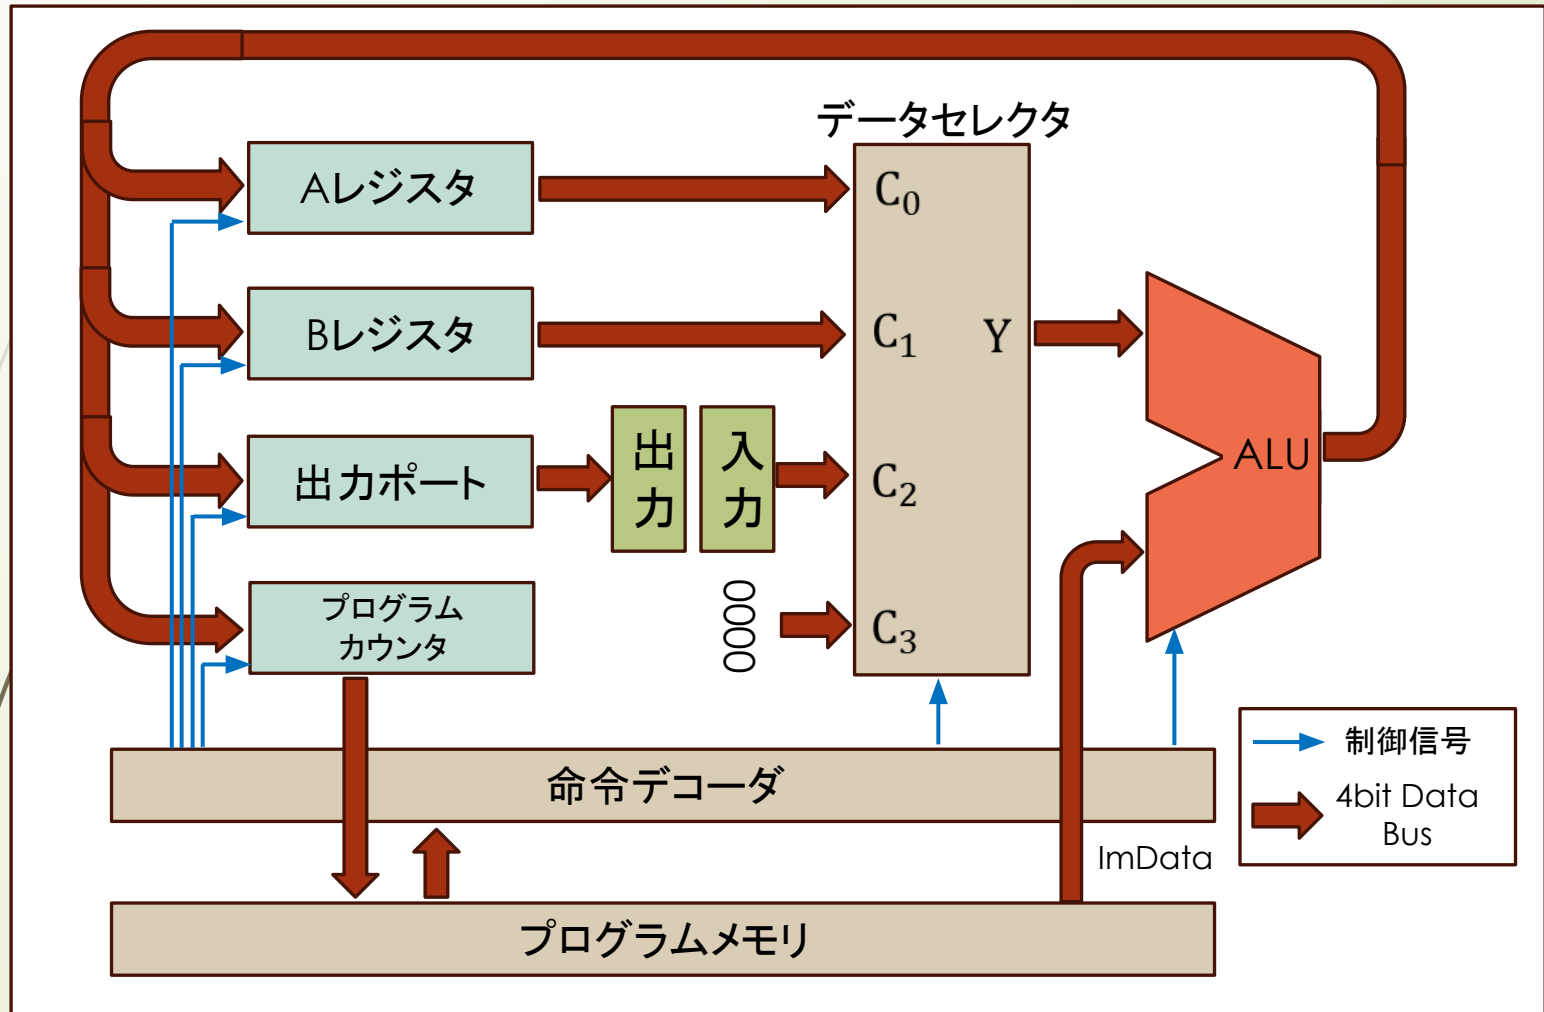 データセレクタ
Aレジスタ
C0
Bレジスタ
C1
Y
出力ポート
出力
入力
C2
ALU
プログラム
カウンタ
0000
C3
命令デコーダ
制御信号
4bit Data
Bus
ImData
プログラムメモリ